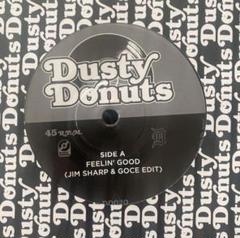 Dusty
Donuts
45 R.P.M.
SIDE A
FEELIN' GOOD
(JIM SHARP & GOCE EDIT)